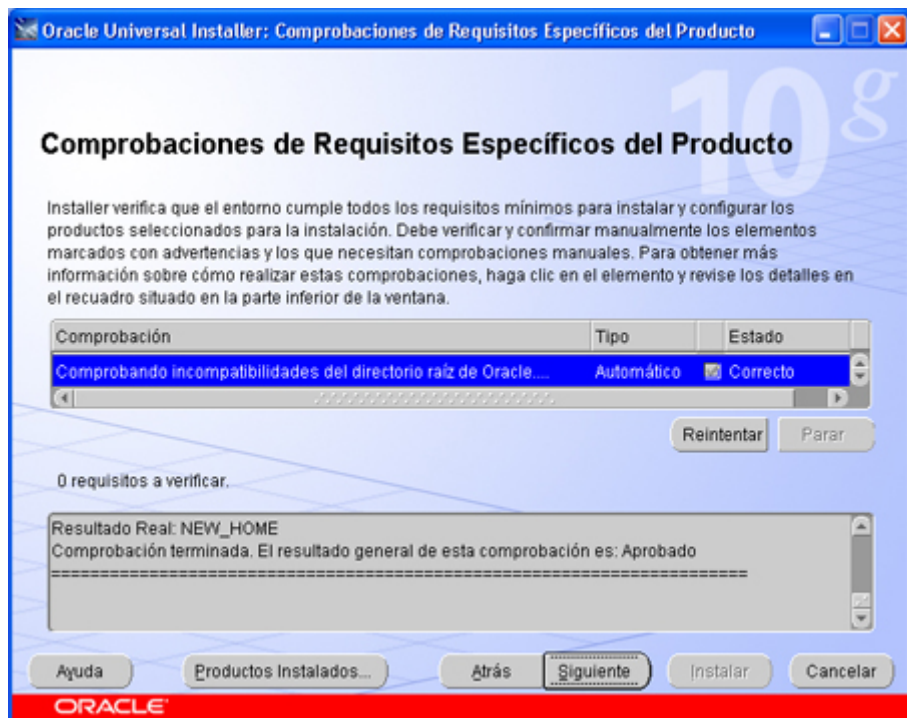 Oracle Universal Installer: Comprobaciones de Requisitos Específicos del Producto
10g
Comprobaciones de Requisitos Específicos del Producto
Installer verifica que el entorno cumple todos los requisitos mínimos para instalar y configurar los
productos seleccionados para la instalación. Debe verificar y confirmar manualmente los elementos
marcados con advertencias y los que necesitan comprobaciones manuales. Para obtener más
información sobre cómo realizar estas comprobaciones, haga clic en el elemento y revise los detalles en
el recuadro situado en la parte inferior de la ventana.
Comprobación Tipo Estado
Comprobando incompatibilidades del directorio raíz de Oracle.... Automático Correcto
Reintentar Parar
0 requisitos a verificar.
Resultado Real: NEW_HOME
Comprobación terminada. El resultado general de esta comprobación es: Aprobado
========================================================================
Ayuda Productos Instalados... Atrás Siguiente Instalar Cancelar
ORACLE